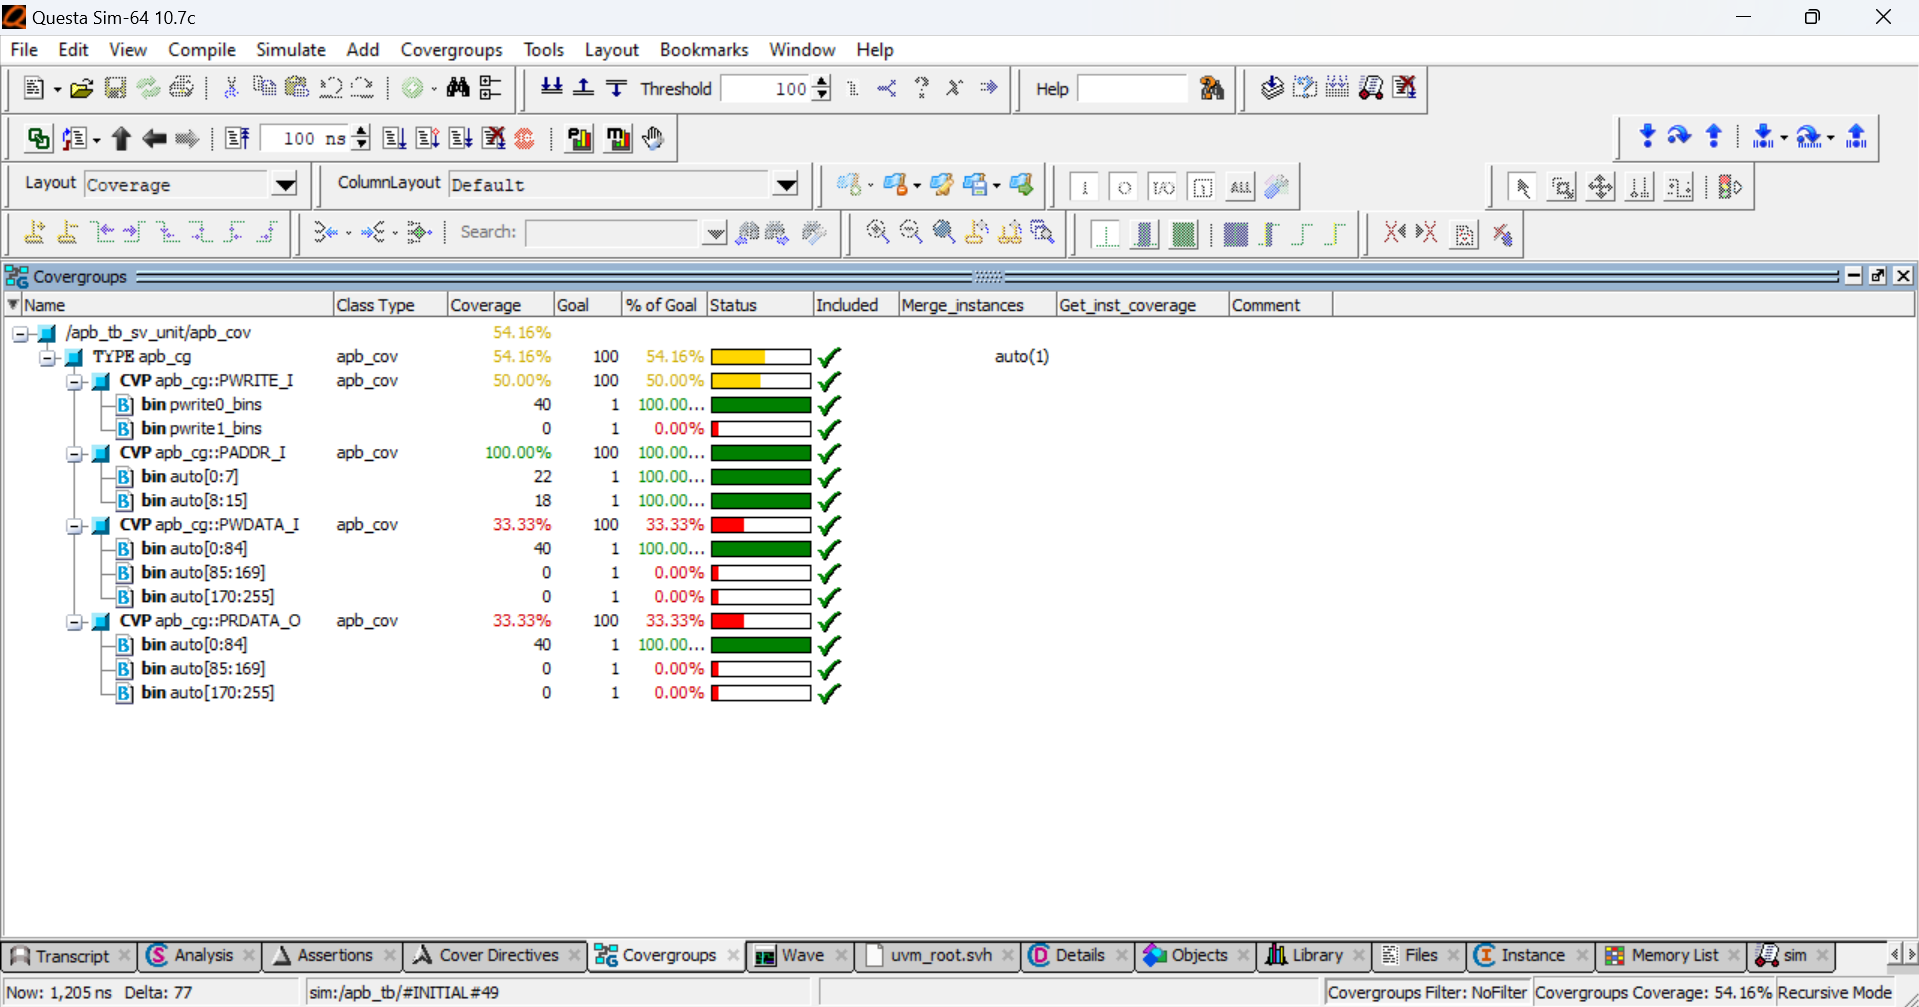 Questa Sim-64 10.7c
File Edit View Compile Simulate Add Covergroups Tools Layout Bookmarks Window Help
Threshold 100 Help
100 ns
Layout Coverage ColumnLayout Default
Search:
Covergroups
Name Class Type Coverage Goal % of Goal Status Included Merge_instances Get_inst_coverage Comment
/apb_tb_sv_unit/apb_cov 54.16%
TYPE apb_cg apb_cov 54.16% 100 54.16% auto(1)
CVP apb_cg::PWRITE_I apb_cov 50.00% 100 50.00%
B] bin pwrite0_bins 40 1 100.00...
B] bin pwrite1_bins 0 1 0.00%
CVP apb_cg::PADDR_I apb_cov 100.00% 100 100.00...
B] bin auto[0:7] 22 1 100.00...
B] bin auto[8:15] 18 1 100.00...
CVP apb_cg::PWDATA_I apb_cov 33.33% 100 33.33%
B] bin auto[0:84] 40 1 100.00...
B] bin auto[85:169] 0 1 0.00%
B] bin auto[170:255] 0 1 0.00%
CVP apb_cg::PRDATA_O apb_cov 33.33% 100 33.33%
B] bin auto[0:84] 40 1 100.00...
B] bin auto[85:169] 0 1 0.00%
B] bin auto[170:255] 0 1 0.00%
Transcript Analysis Assertions Cover Directives Covergroups Wave uvm_root.svh Details Objects Library Files Instance Memory List sim
Now: 1,205 ns Delta: 77 sim:/apb_tb/#INITIAL#49 Covergroups Filter: NoFilter Covergroups Coverage: 54.16% Recursive Mode